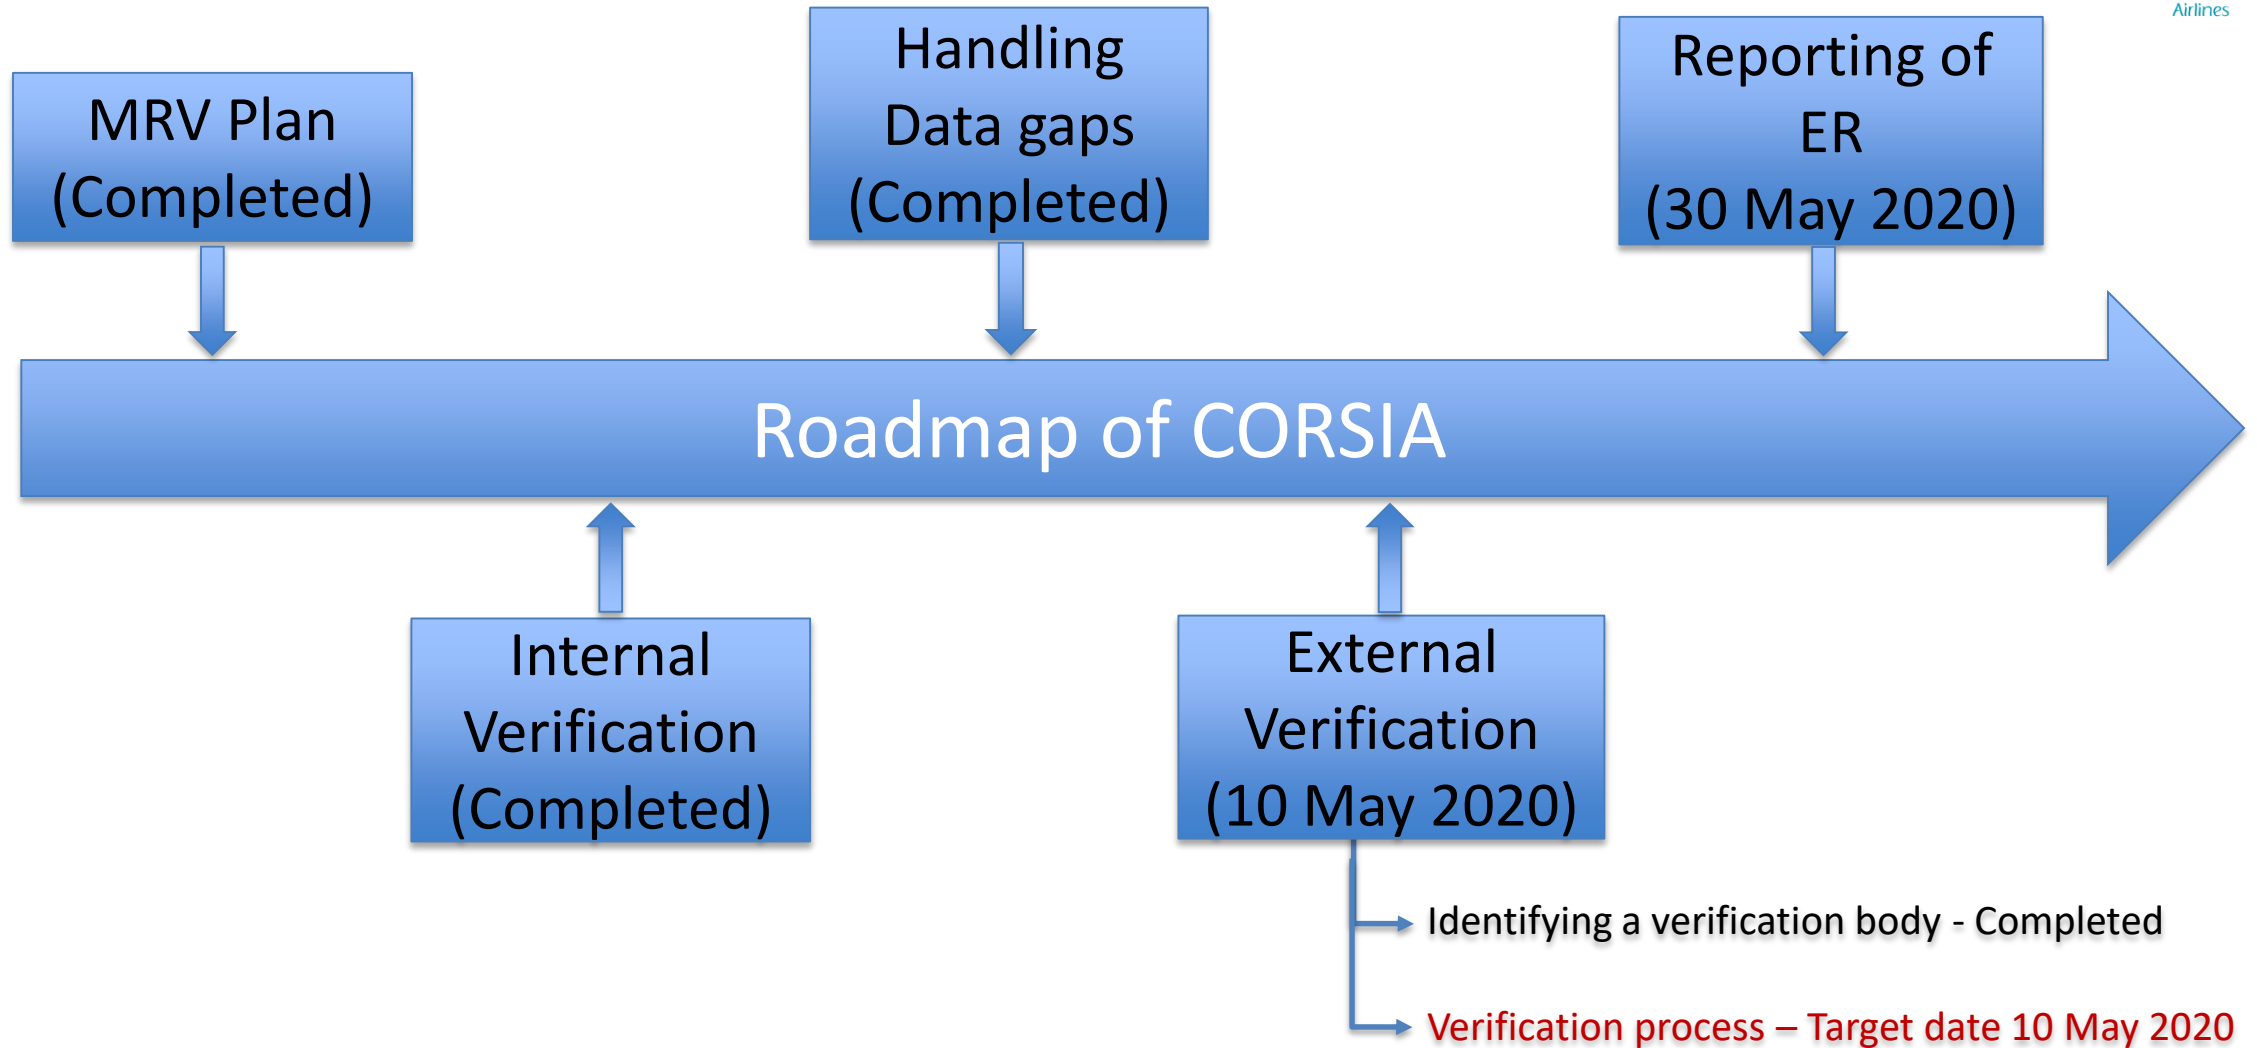 Airlines
MRV Plan
(Completed)
Handling
Data gaps
(Completed)
Reporting of
ER
(30 May 2020)
Roadmap of CORSIA
Internal
Verification
(Completed)
External
Verification
(10 May 2020)
Identifying a verification body - Completed
Verification process – Target date 10 May 2020